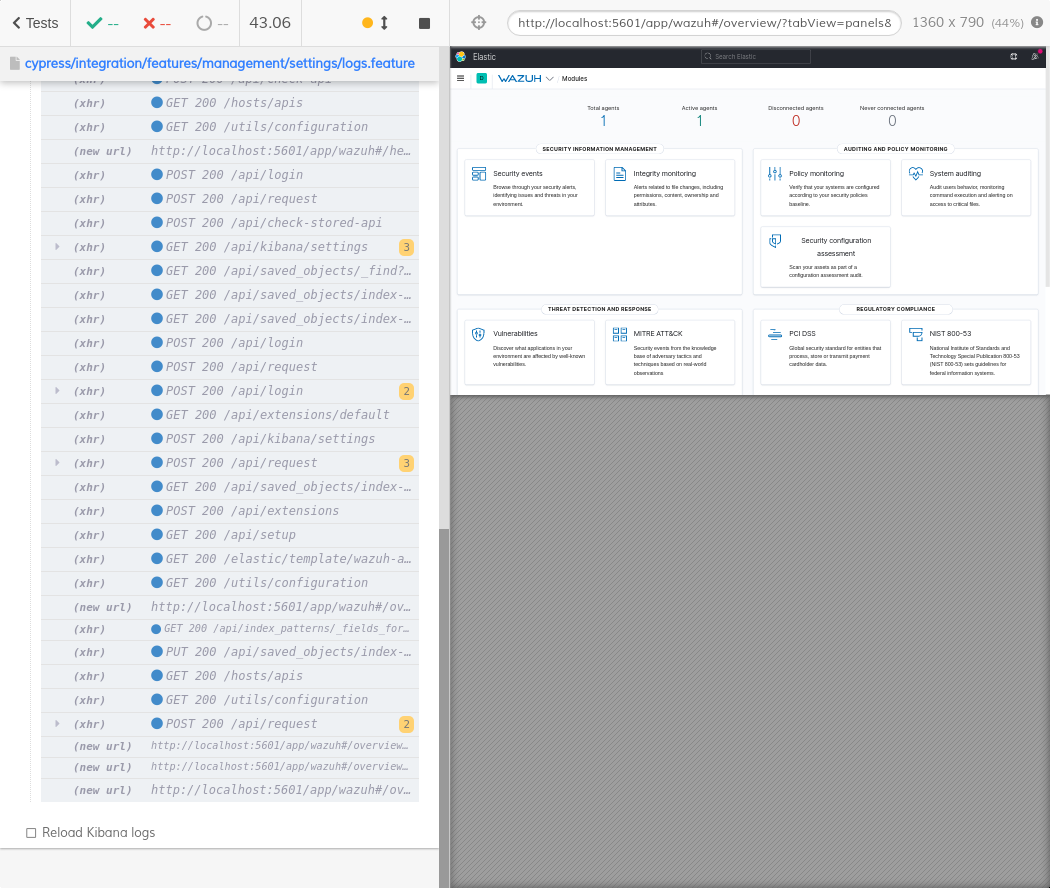 Tests -- -- -- 43.06
http://localhost:5601/app/wazuh#/overview/?tabView=panels& 1360 x 790 (44%)
cypress/integration/features/management/settings/logs.feature
(xhr) POST 200 /api/check-api
(xhr) GET 200 /hosts/apis
(xhr) GET 200 /utils/configuration
(new url) http://localhost:5601/app/wazuh#/he…
(xhr) POST 200 /api/login
(xhr) POST 200 /api/request
(xhr) POST 200 /api/check-stored-api
(xhr) GET 200 /api/kibana/settings 3
(xhr) GET 200 /api/saved_objects/_find?…
(xhr) GET 200 /api/saved_objects/index-…
(xhr) GET 200 /api/saved_objects/index-…
(xhr) POST 200 /api/login
(xhr) POST 200 /api/request
(xhr) POST 200 /api/login 2
(xhr) GET 200 /api/extensions/default
(xhr) POST 200 /api/kibana/settings
(xhr) POST 200 /api/request 3
(xhr) GET 200 /api/saved_objects/index-…
(xhr) POST 200 /api/extensions
(xhr) GET 200 /api/setup
(xhr) GET 200 /elastic/template/wazuh-a…
(xhr) GET 200 /utils/configuration
(new url) http://localhost:5601/app/wazuh#/ov…
(xhr) GET 200 /api/index_patterns/_fields_for…
(xhr) PUT 200 /api/saved_objects/index-…
(xhr) GET 200 /hosts/apis
(xhr) GET 200 /utils/configuration
(xhr) POST 200 /api/request 2
(new url) http://localhost:5601/app/wazuh#/overview…
(new url) http://localhost:5601/app/wazuh#/overview…
(new url) http://localhost:5601/app/wazuh#/ov…
Reload Kibana logs
Elastic
Search Elastic
D WAZUH Modules
Total agents Active agents Disconnected agents Never connected agents
1 1 0 0
SECURITY INFORMATION MANAGEMENT
Security events
Browse through your security alerts,
identifying issues and threats in your
environment.
Integrity monitoring
Alerts related to file changes, including
permissions, content, ownership and
attributes.
AUDITING AND POLICY MONITORING
Policy monitoring
Verify that your systems are configured
according to your security policies
baseline.
System auditing
Audit users behavior, monitoring
command execution and alerting on
access to critical files.
Security configuration
assessment
Scan your assets as part of a
configuration assessment audit.
THREAT DETECTION AND RESPONSE
Vulnerabilities
Discover what applications in your
environment are affected by well-known
vulnerabilities.
MITRE ATT&CK
Security events from the knowledge
base of adversary tactics and
techniques based on real-world
observations
REGULATORY COMPLIANCE
PCI DSS
Global security standard for entities that
process, store or transmit payment
cardholder data.
NIST 800-53
National Institute of Standards and
Technology Special Publication 800-53
(NIST 800-53) sets guidelines for
federal information systems.